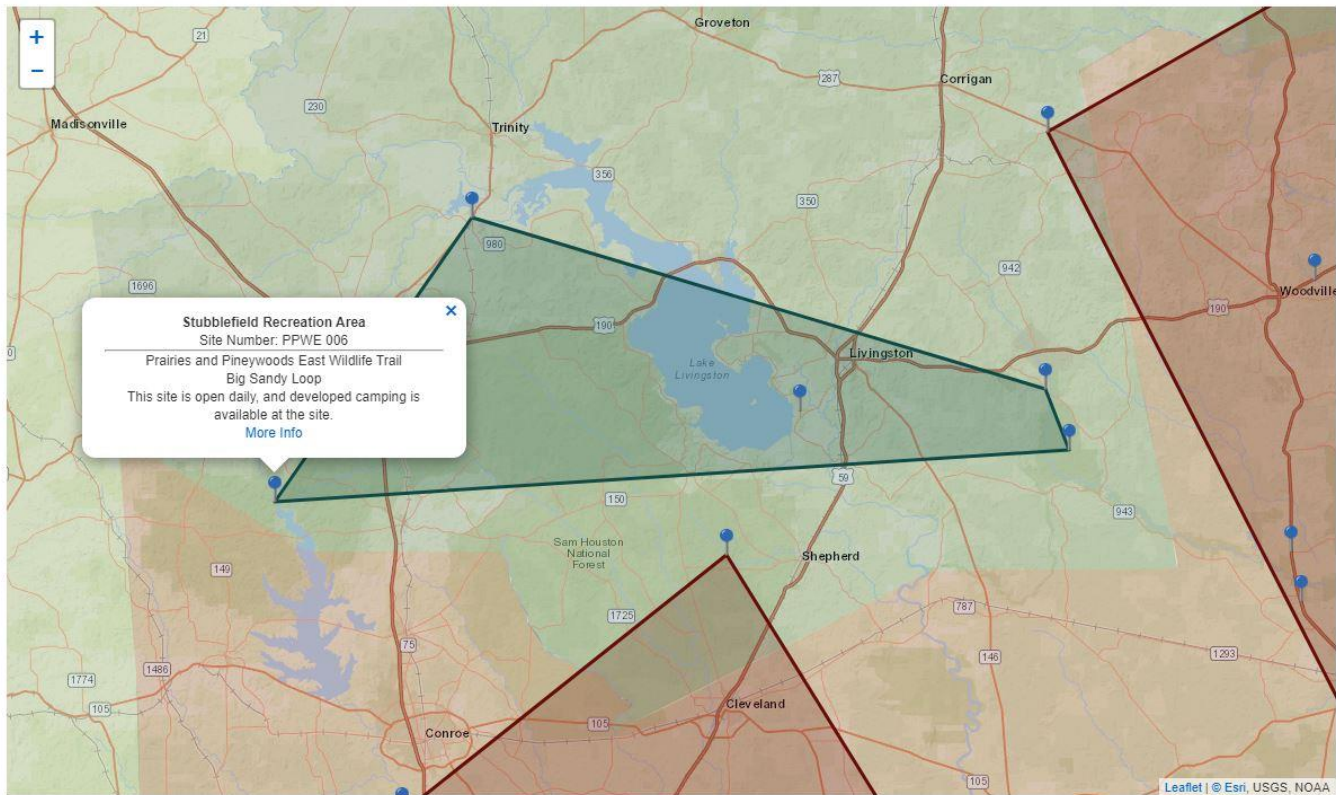 +
−
21
Groveton
287
Corrigan
230
Madisonville
Trinity
356
350
980
942
1696
190
Woodville
190
Livingston
Lake
Livingston
×
Stubblefield Recreation Area
Site Number: PPWE 006
Prairies and Pineywoods East Wildlife Trail
Big Sandy Loop
This site is open daily, and developed camping is
available at the site.
More Info
59
150
943
Sam Houston
National
Forest
Shepherd
149
1725
787
75
146
1293
1486
1774
105
Cleveland
105
Conroe
105
Leaflet | © Esri, USGS, NOAA